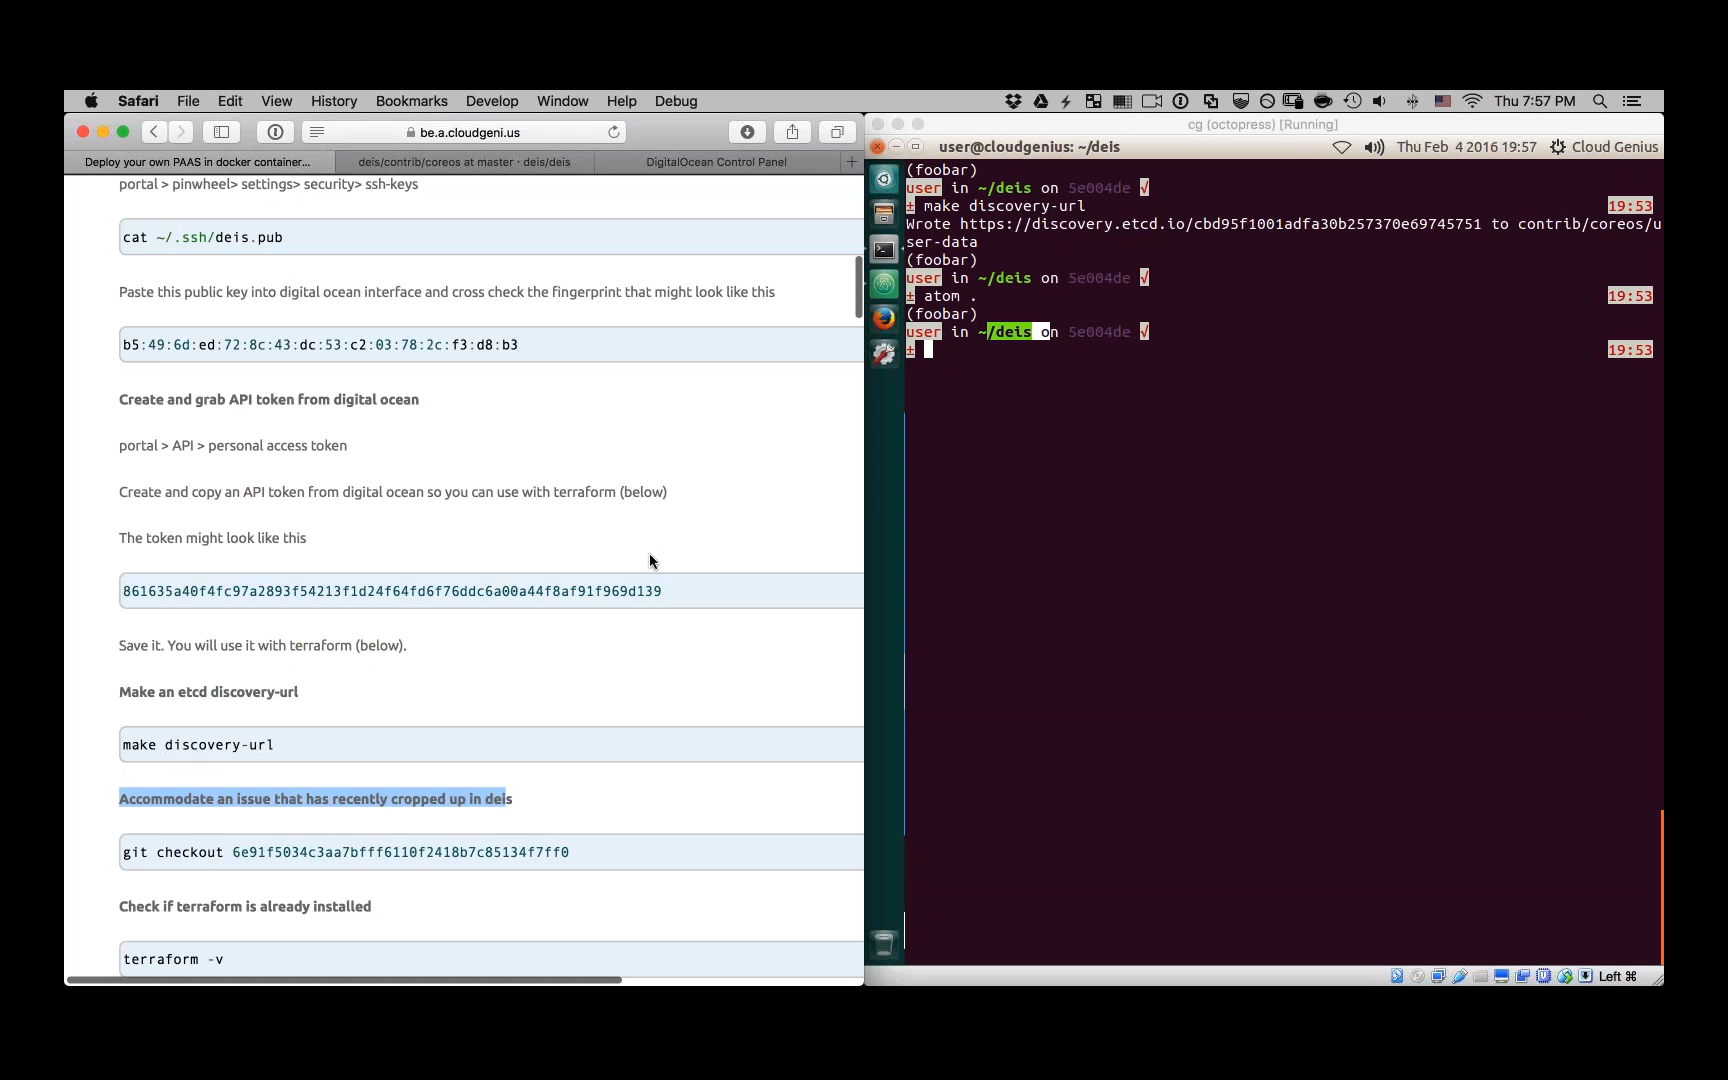 Safari File Edit View History Bookmarks Develop Window Help Debug
Thu 7:57 PM
be.a.cloudgeni.us
Deploy your own PAAS in docker container...
deis/contrib/coreos at master · deis/deis
DigitalOcean Control Panel
portal > pinwheel> settings> security> ssh-keys
cat ~/.ssh/deis.pub
Paste this public key into digital ocean interface and cross check the fingerprint that might look like this
b5:49:6d:ed:72:8c:43:dc:53:c2:03:78:2c:f3:d8:b3
Create and grab API token from digital ocean
portal > API > personal access token
Create and copy an API token from digital ocean so you can use with terraform (below)
The token might look like this
861635a40f4fc97a2893f54213f1d24f64fd6f76ddc6a00a44f8af91f969d139
Save it. You will use it with terraform (below).
Make an etcd discovery-url
make discovery-url
Accommodate an issue that has recently cropped up in deis
git checkout 6e91f5034c3aa7bfff6110f2418b7c85134f7ff0
Check if terraform is already installed
terraform -v
cg (octopress) [Running]
user@cloudgenius: ~/deis
Thu Feb 4 2016 19:57
Cloud Genius
(foobar)
user in ~/deis on 5e004de √
± make discovery-url 19:53
Wrote https://discovery.etcd.io/cbd95f1001adfa30b257370e69745751 to contrib/coreos/u
ser-data
(foobar)
user in ~/deis on 5e004de √
± atom . 19:53
(foobar)
user in ~/deis on 5e004de √
± 19:53
Left ⌘